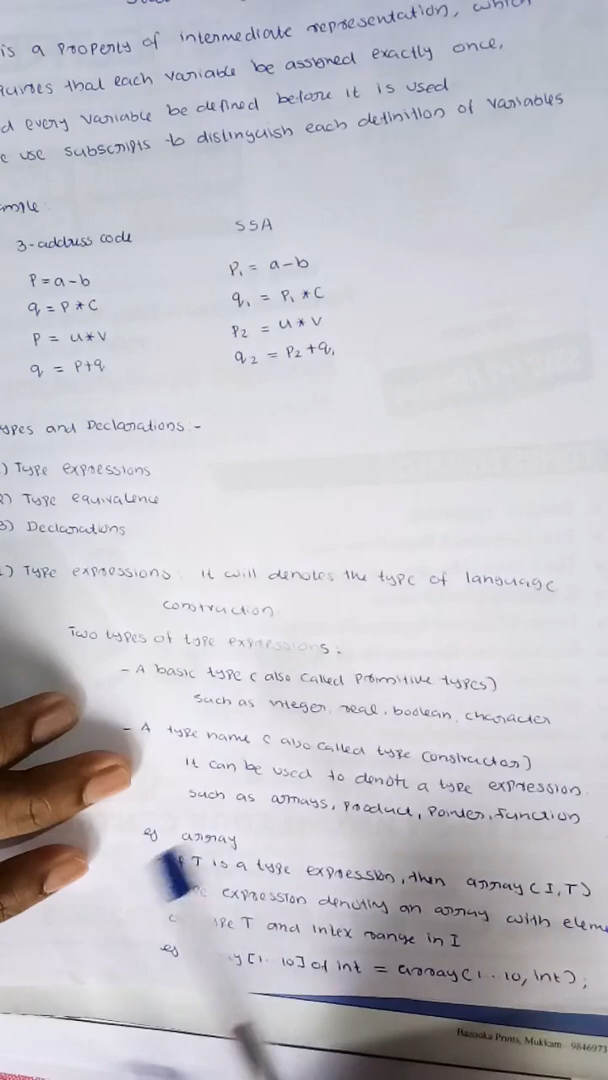 is a property of intermediate representation, which
that each variable be assigned exactly once,
every variable be defined before it is used
use subscripts to distinguish each definition of variables
3-address code
SSA
P = a-b
P₁ = a-b
q = P*C
q₁ = P₁*C
P = u*v
P₂ = u*v
q = P+q
q₂ = P₂+q₁
ypes and Declarations:-
1) Type expressions
2) Type equivalence
3) Declarations
1) Type expressions: it will denotes the type of language
construction.
Two types of type expressions:
- A basic type (also called primitive types)
such as integer, real, boolean, character
- A type name (also called type constructor)
it can be used to denote a type expression.
such as arrays, product, pointer, function
eg array
T is a type expression, then array(I, T)
expression denoting an array with eleme
T and intex range in I
eg y[1..10] of int = array(1..10, int);
Bazooka Prints, Mukkam 9846973